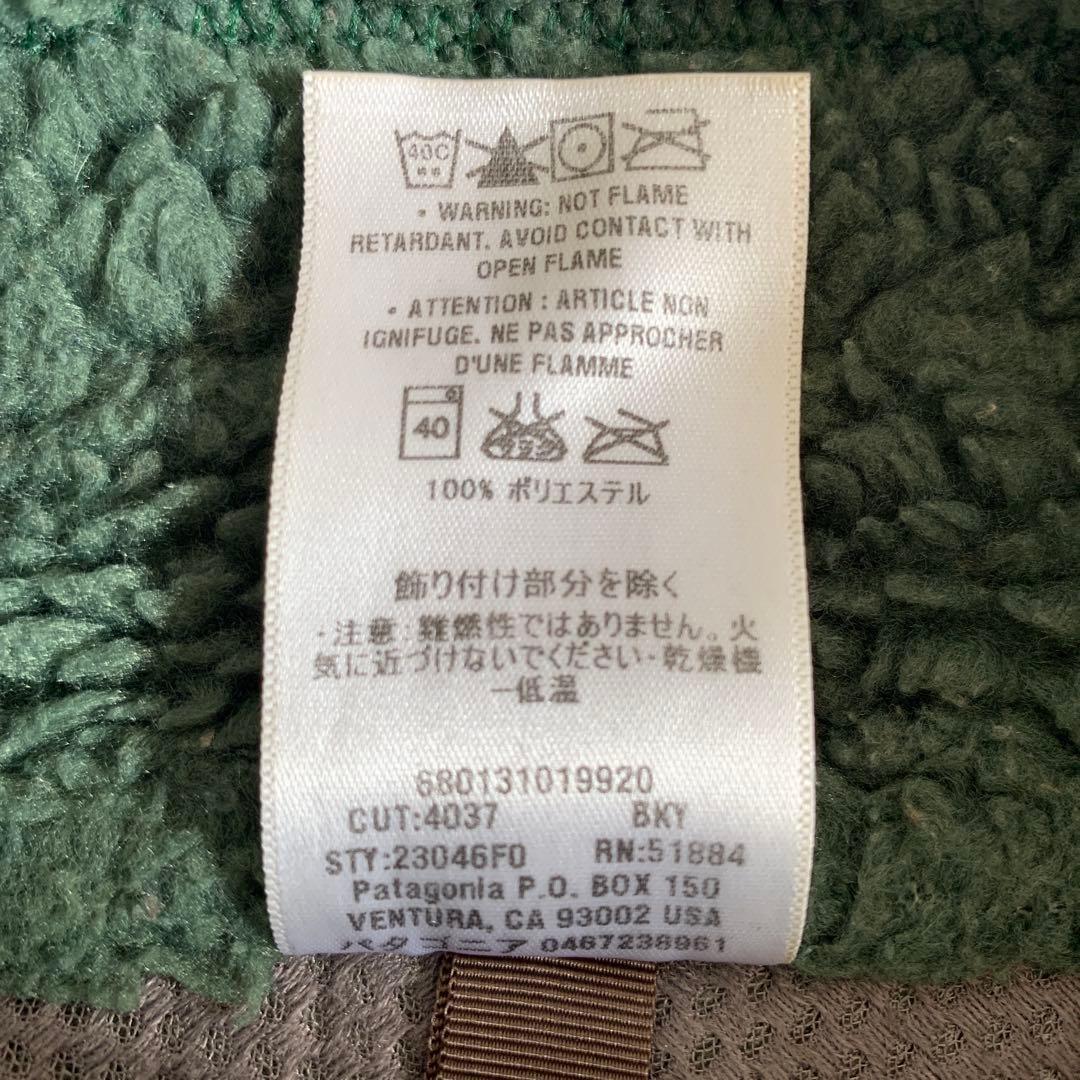 40C
• WARNING: NOT FLAME
RETARDANT. AVOID CONTACT WITH
OPEN FLAME
• ATTENTION : ARTICLE NON
IGNIFUGE. NE PAS APPROCHER
D'UNE FLAMME
40
100% ポリエステル
飾り付け部分を除く
・注意:難燃性ではありません。火
気に近づけないでください・乾燥機
ー低温
680131019920
CUT:4037 BKY
STY:23046F0 RN:51884
Patagonia P.O. BOX 150
VENTURA, CA 93002 USA
パタゴニア 0467238961